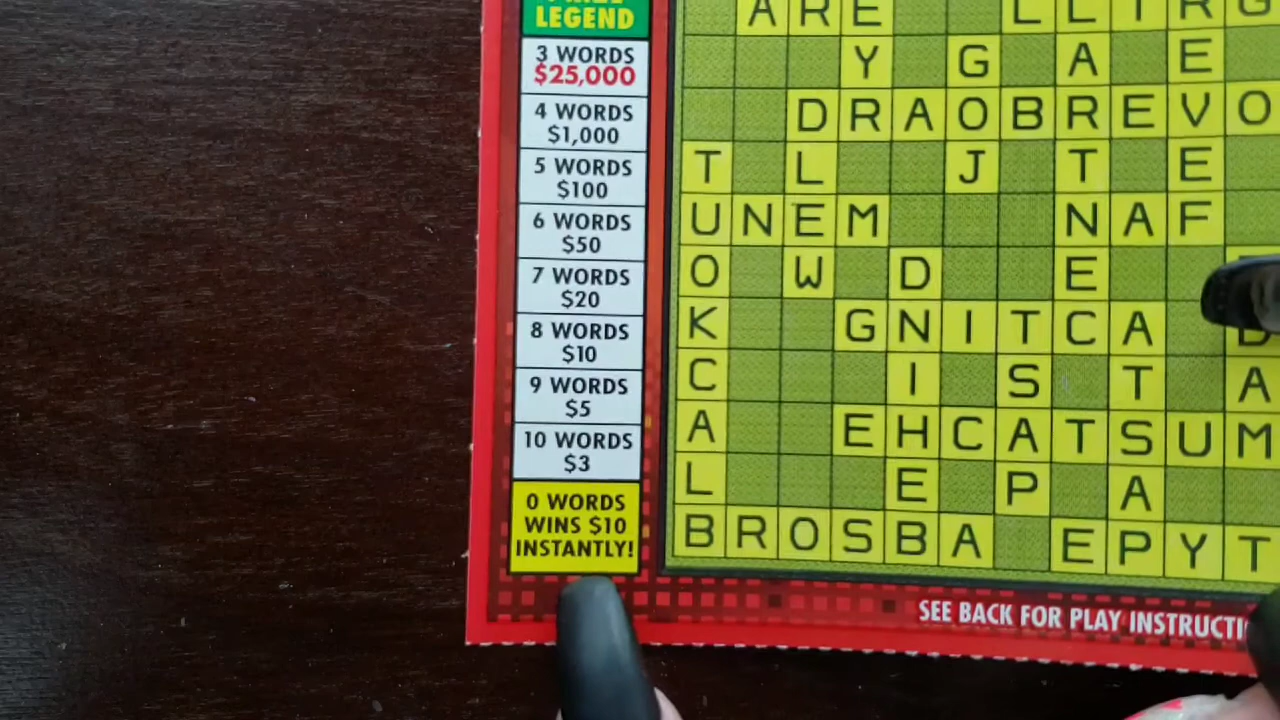 LEGEND
3 WORDS
$25,000
4 WORDS
$1,000
5 WORDS
$100
6 WORDS
$50
7 WORDS
$20
8 WORDS
$10
9 WORDS
$5
10 WORDS
$3
0 WORDS
WINS $10
INSTANTLY!
A R E L L I R G
Y G A E
D R A O B R E V O
T L J T E
U N E M N A F
O W D E
K G N I T C A
C I S T A
A E H C A T S U M
L E P A
B R O S B A E P Y T
SEE BACK FOR PLAY